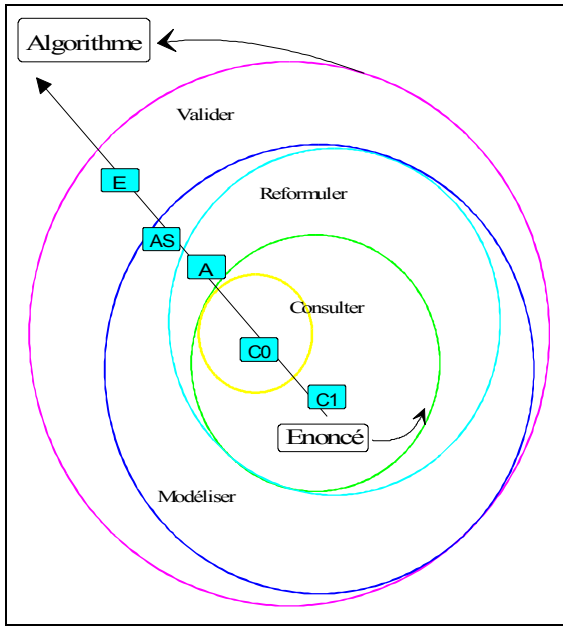 Algorithme
Valider
E
Reformuler
AS
A
Consulter
C0
C1
Enoncé
Modéliser